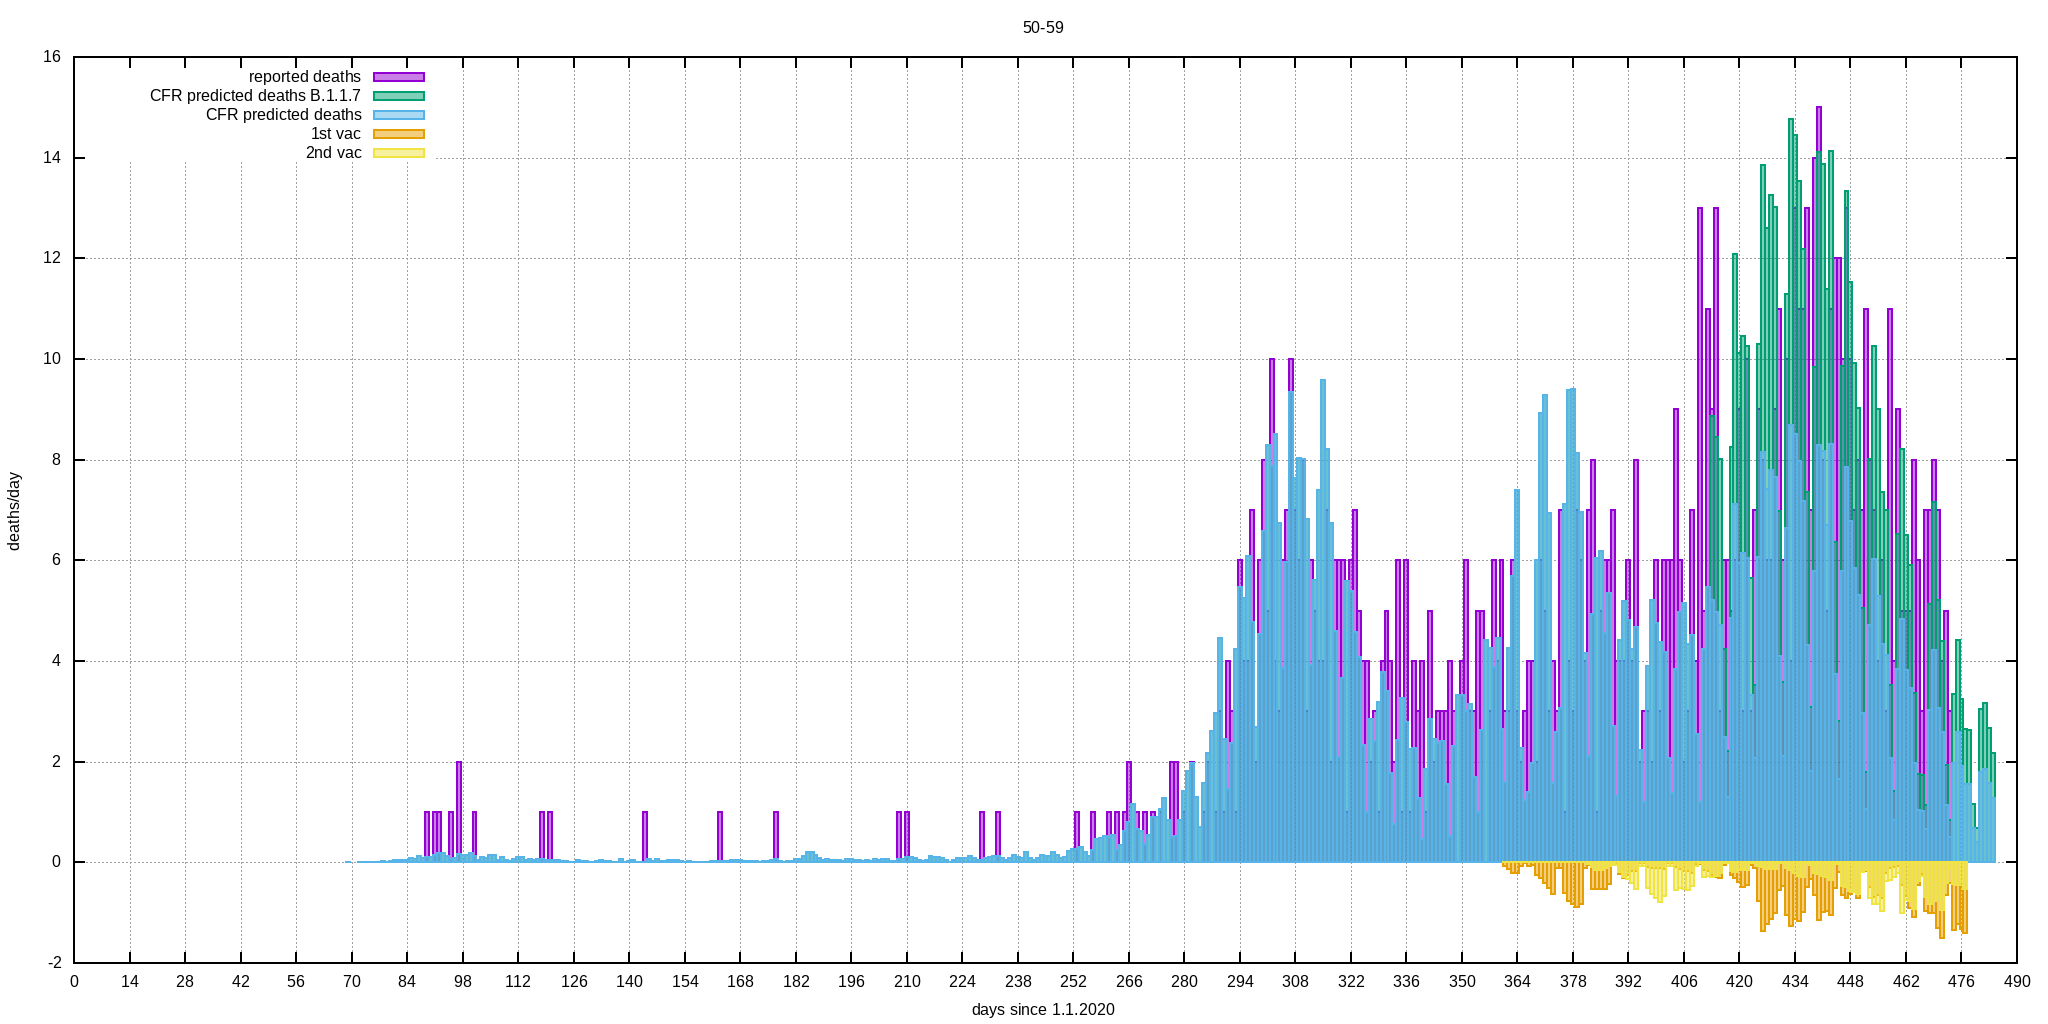 50-59
16
reported deaths
CFR predicted deaths B.1.1.7
CFR predicted deaths
1st vac
2nd vac
14
12
10
8
6
4
2
0
-2
deaths/day
0 14 28 42 56 70 84 98 112 126 140 154 168 182 196 210 224 238 252 266 280 294 308 322 336 350 364 378 392 406 420 434 448 462 476 490
days since 1.1.2020